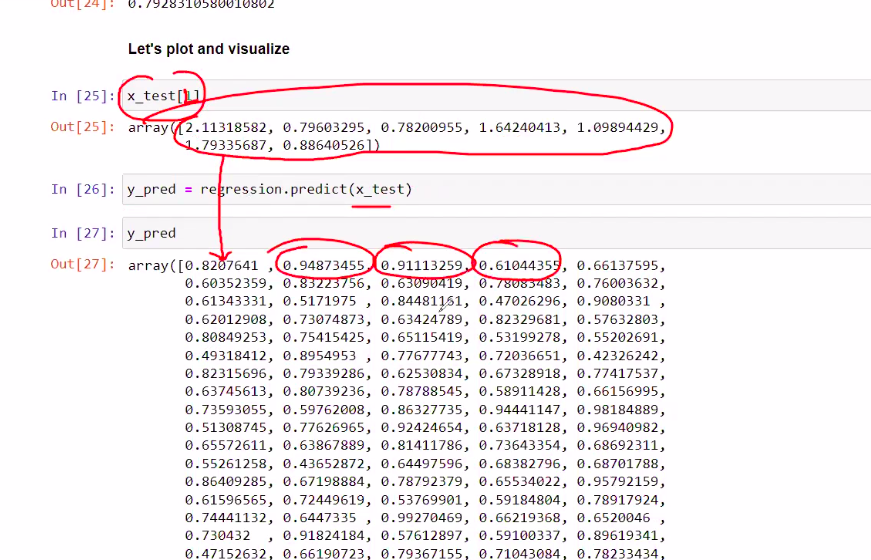 Out[24]: 0.7928310580010802
Let's plot and visualize
In [25]: x_test[1]
Out[25]: array([2.11318582, 0.79603295, 0.78200955, 1.64240413, 1.09894429,
1.79335687, 0.88640526])
In [26]: y_pred = regression.predict(x_test)
In [27]: y_pred
Out[27]: array([0.8207641 , 0.94873455, 0.91113259, 0.61044355, 0.66137595,
0.60352359, 0.83223756, 0.63090419, 0.78083483, 0.76003632,
0.61343331, 0.5171975 , 0.84481161, 0.47026296, 0.9080331 ,
0.62012908, 0.73074873, 0.63424789, 0.82329681, 0.57632803,
0.80849253, 0.75415425, 0.65115419, 0.53199278, 0.55202691,
0.49318412, 0.8954953 , 0.77677743, 0.72036651, 0.42326242,
0.82315696, 0.79339286, 0.62530834, 0.67328918, 0.77417537,
0.63745613, 0.80739236, 0.78788545, 0.58911428, 0.66156995,
0.73593055, 0.59762008, 0.86327735, 0.94441147, 0.98184889,
0.51308745, 0.77626965, 0.92424654, 0.63718128, 0.96940982,
0.65572611, 0.63867889, 0.81411786, 0.73643354, 0.68692311,
0.55261258, 0.43652872, 0.64497596, 0.68382796, 0.68701788,
0.86409285, 0.67198884, 0.78792379, 0.65534022, 0.95792159,
0.61596565, 0.72449619, 0.53769901, 0.59184804, 0.78917924,
0.74441132, 0.6447335 , 0.99270469, 0.66219368, 0.6520046 ,
0.730432 , 0.91824184, 0.57612897, 0.59100337, 0.89619341,
0.47152632, 0.66190723, 0.79367155, 0.71043084, 0.78233434,